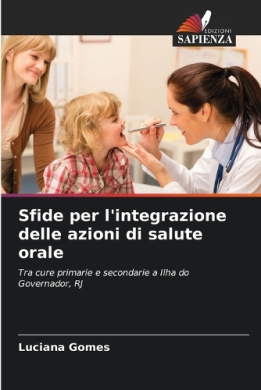 EDIZIONI
SAPIENZA
Sfide per l'integrazione
delle azioni di salute
orale
Tra cure primarie e secondarie a Ilha do
Governador, RJ
Luciana Gomes